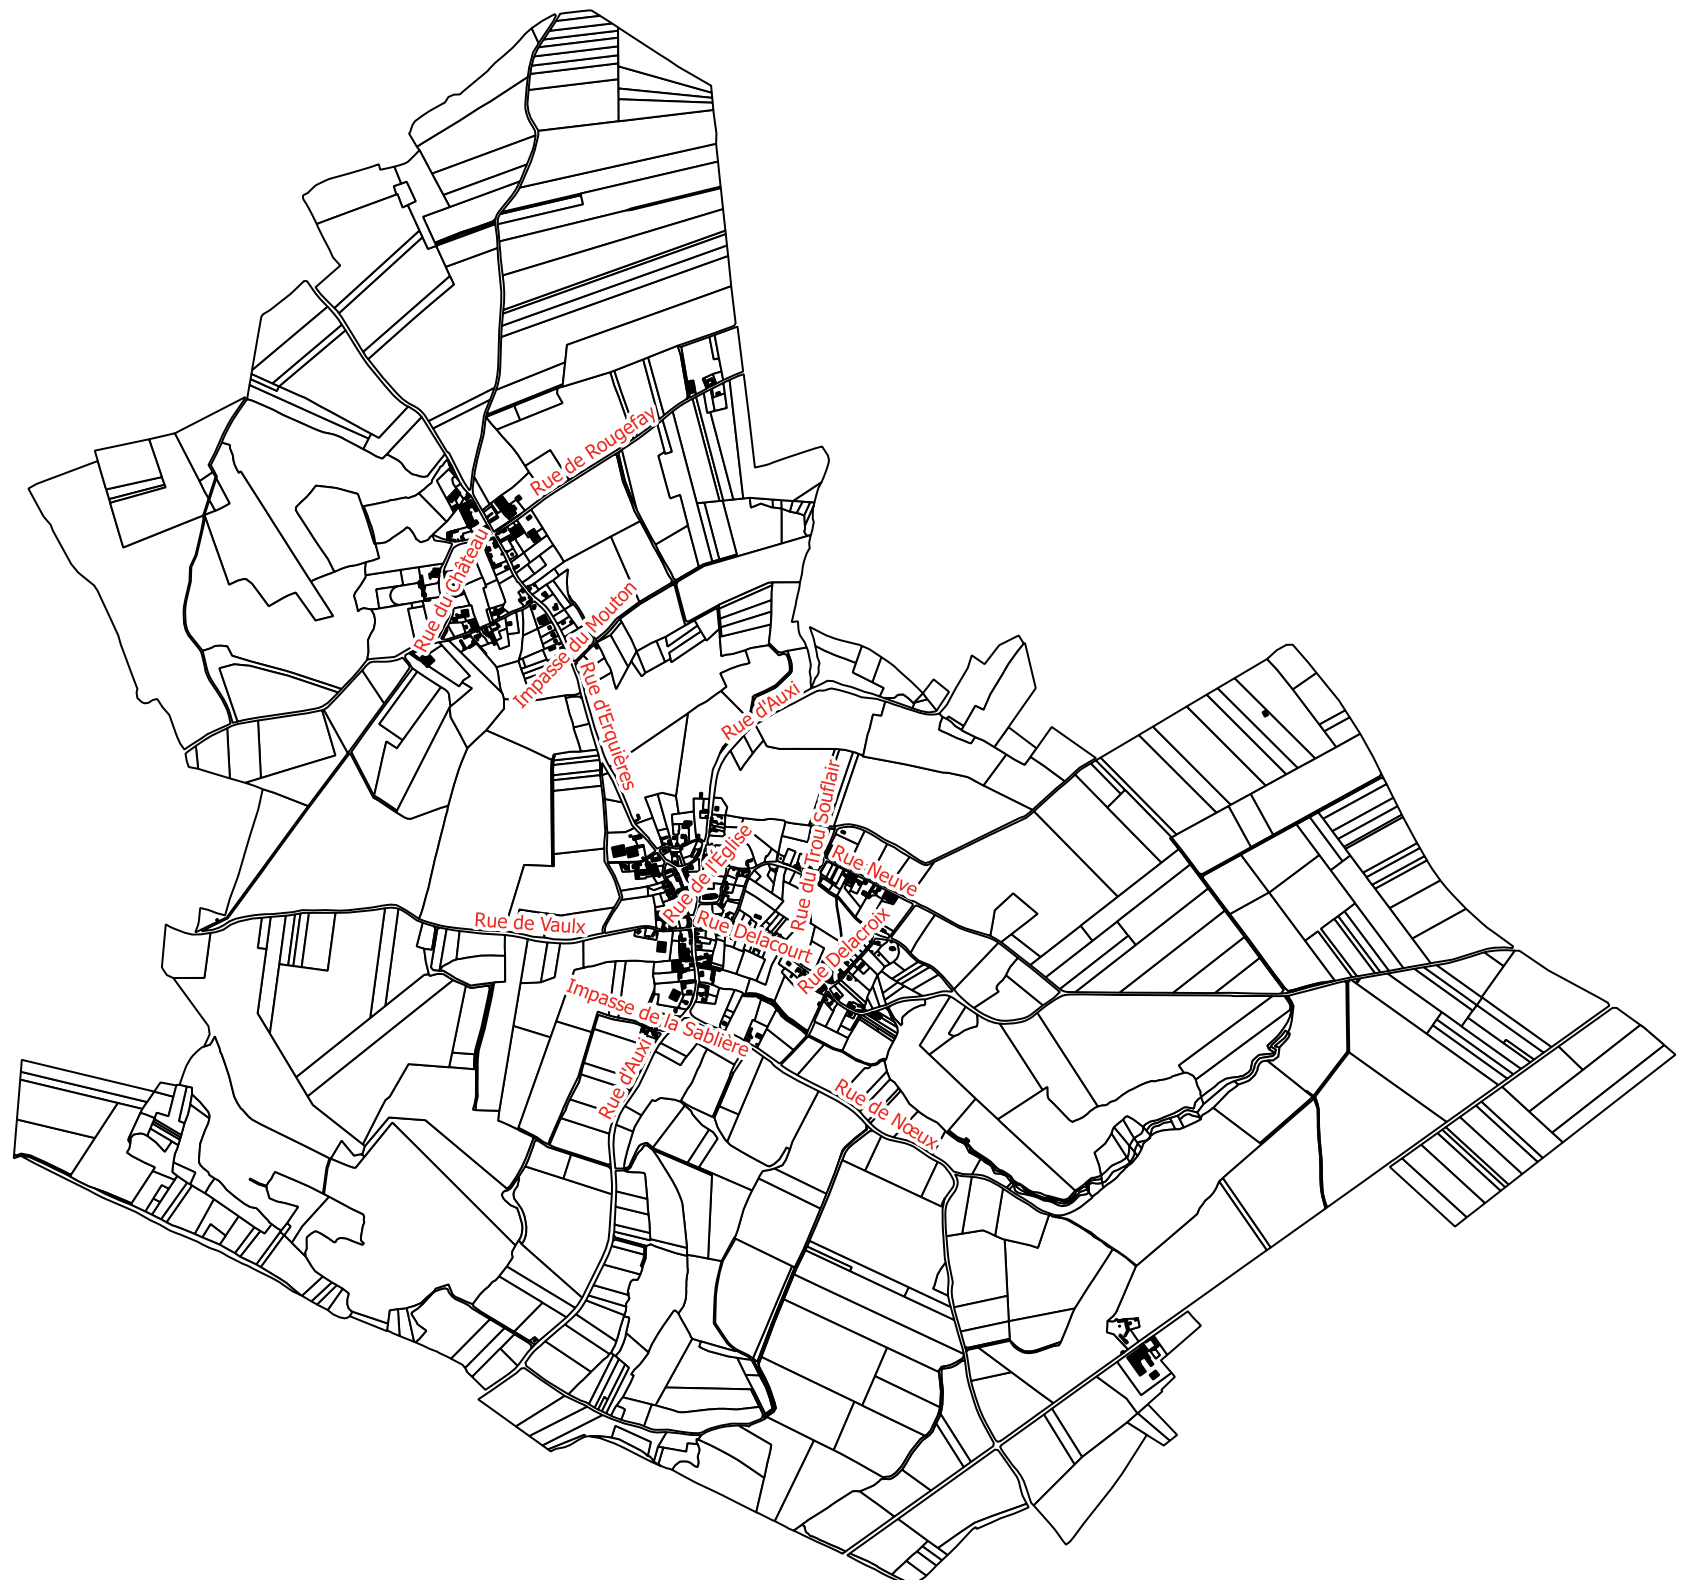 Rue de Rougefay
Rue du Château
Impasse du Mouton
Rue d'Erquières
Rue d'Auxi
Rue du Trou Souflair
Rue de l'Église
Rue Neuve
Rue de Vaulx
Rue Delacourt
Rue Delacroix
Impasse de la Sablière
Rue d'Auxi
Rue de Nœux